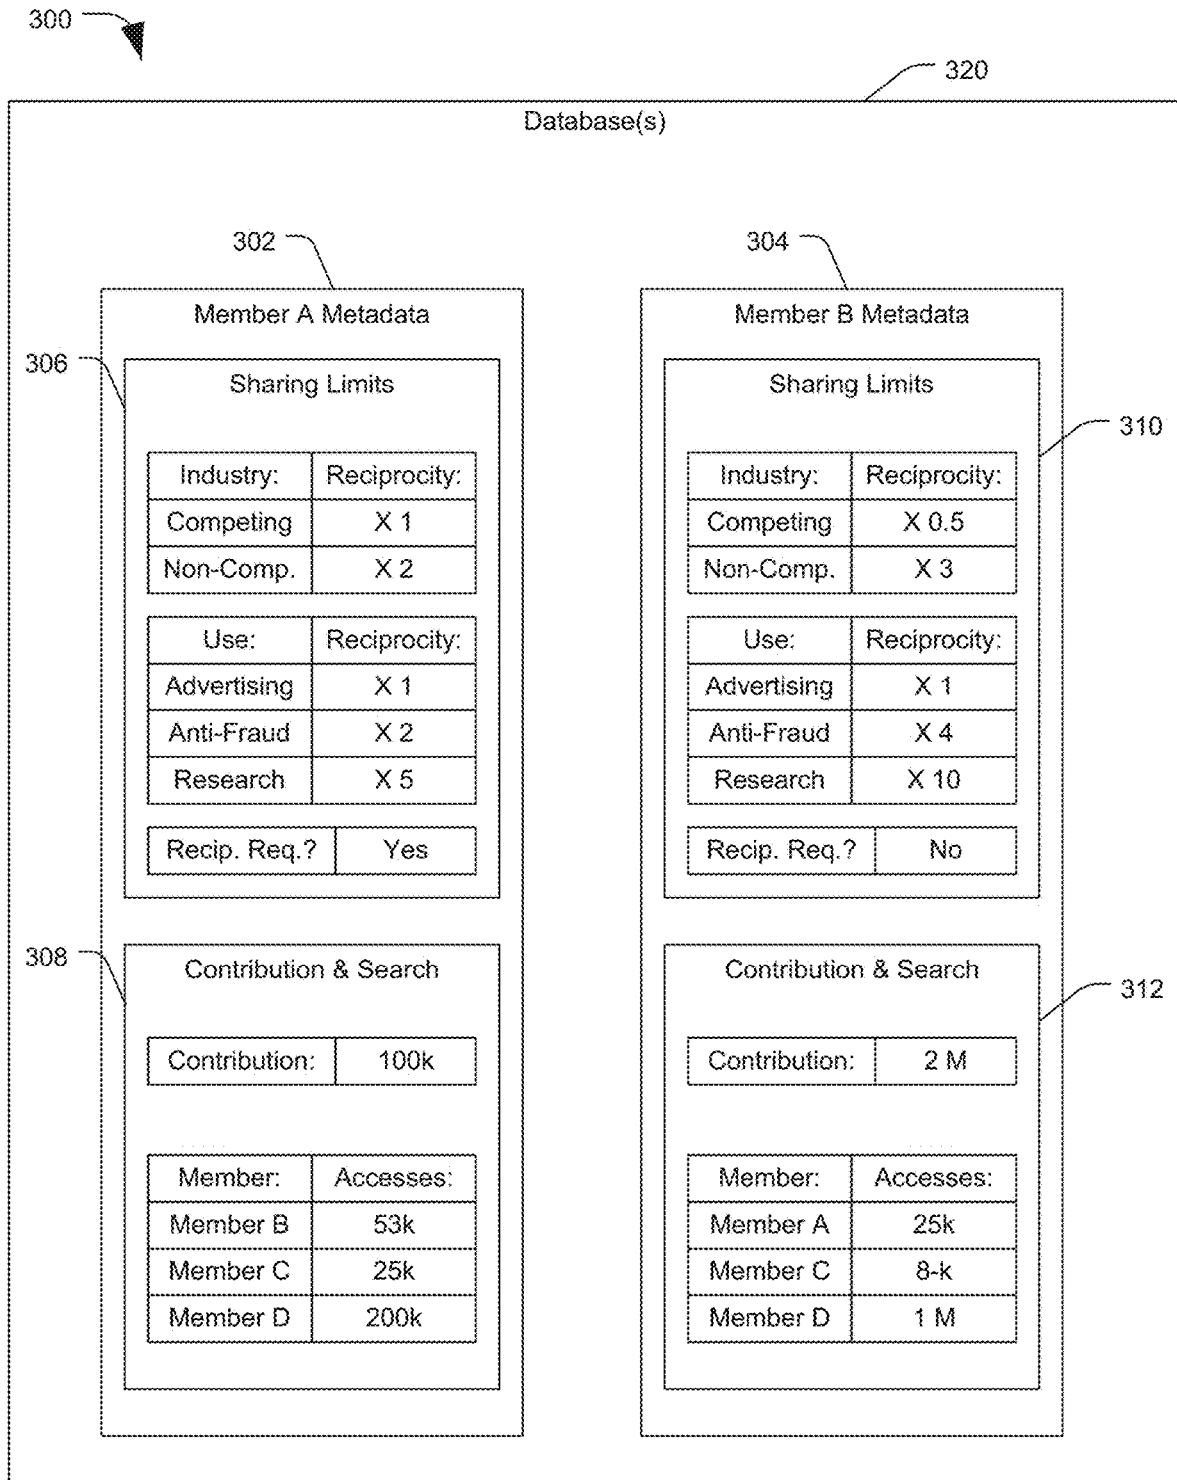 300
320
Database(s)
302
304
Member A Metadata
306
Sharing Limits
Industry: Reciprocity:
Competing X 1
Non-Comp. X 2
Use: Reciprocity:
Advertising X 1
Anti-Fraud X 2
Research X 5
Recip. Req.? Yes
308
Contribution & Search
Contribution: 100k
Member: Accesses:
Member B 53k
Member C 25k
Member D 200k
Member B Metadata
Sharing Limits
310
Industry: Reciprocity:
Competing X 0.5
Non-Comp. X 3
Use: Reciprocity:
Advertising X 1
Anti-Fraud X 4
Research X 10
Recip. Req.? No
Contribution & Search
312
Contribution: 2 M
Member: Accesses:
Member A 25k
Member C 8-k
Member D 1 M